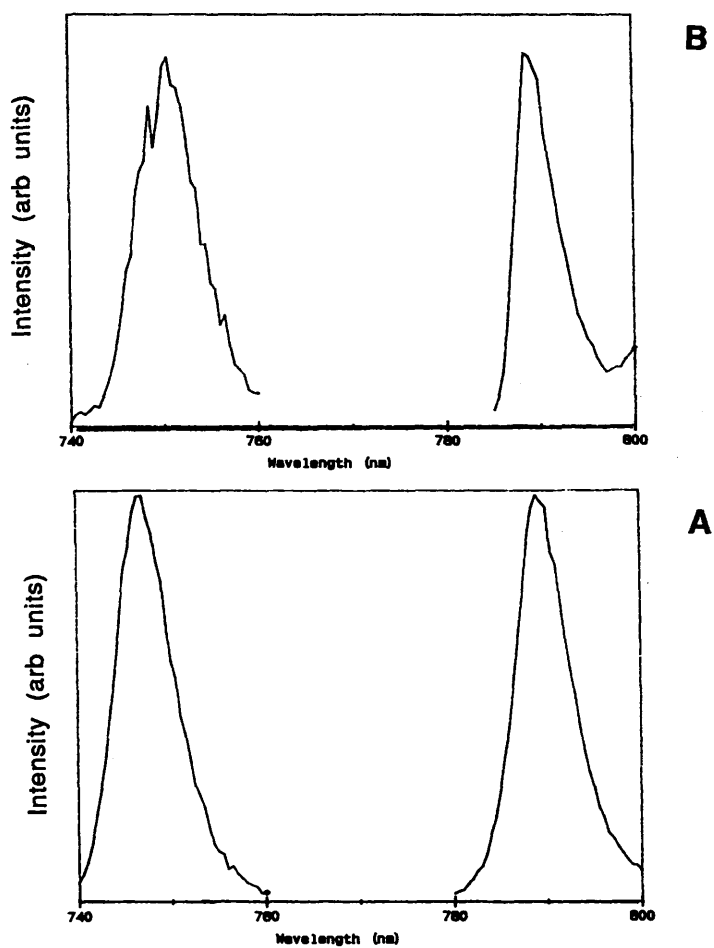 B
Intensity (arb units)
740 760 780 800
Wavelength (nm)
A
Intensity (arb units)
740 760 780 800
Wavelength (nm)